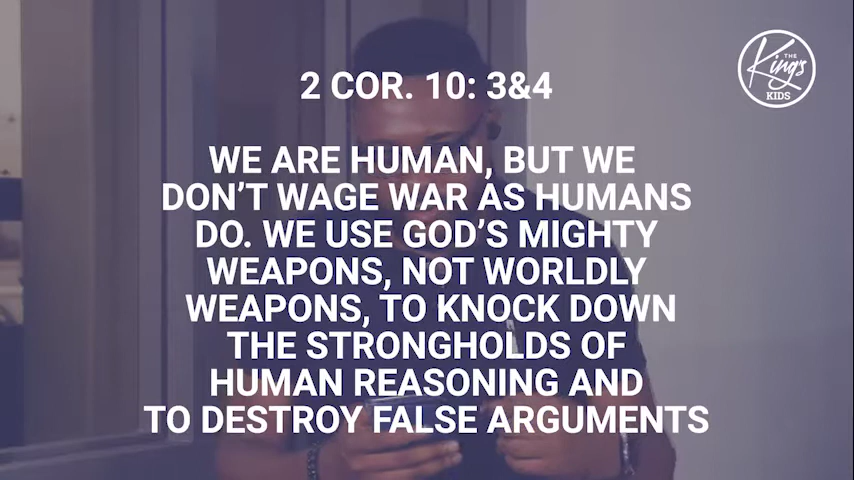 2 COR. 10: 3&4
THE
King's
KIDS
WE ARE HUMAN, BUT WE
DON'T WAGE WAR AS HUMANS
DO. WE USE GOD'S MIGHTY
WEAPONS, NOT WORLDLY
WEAPONS, TO KNOCK DOWN
THE STRONGHOLDS OF
HUMAN REASONING AND
TO DESTROY FALSE ARGUMENTS